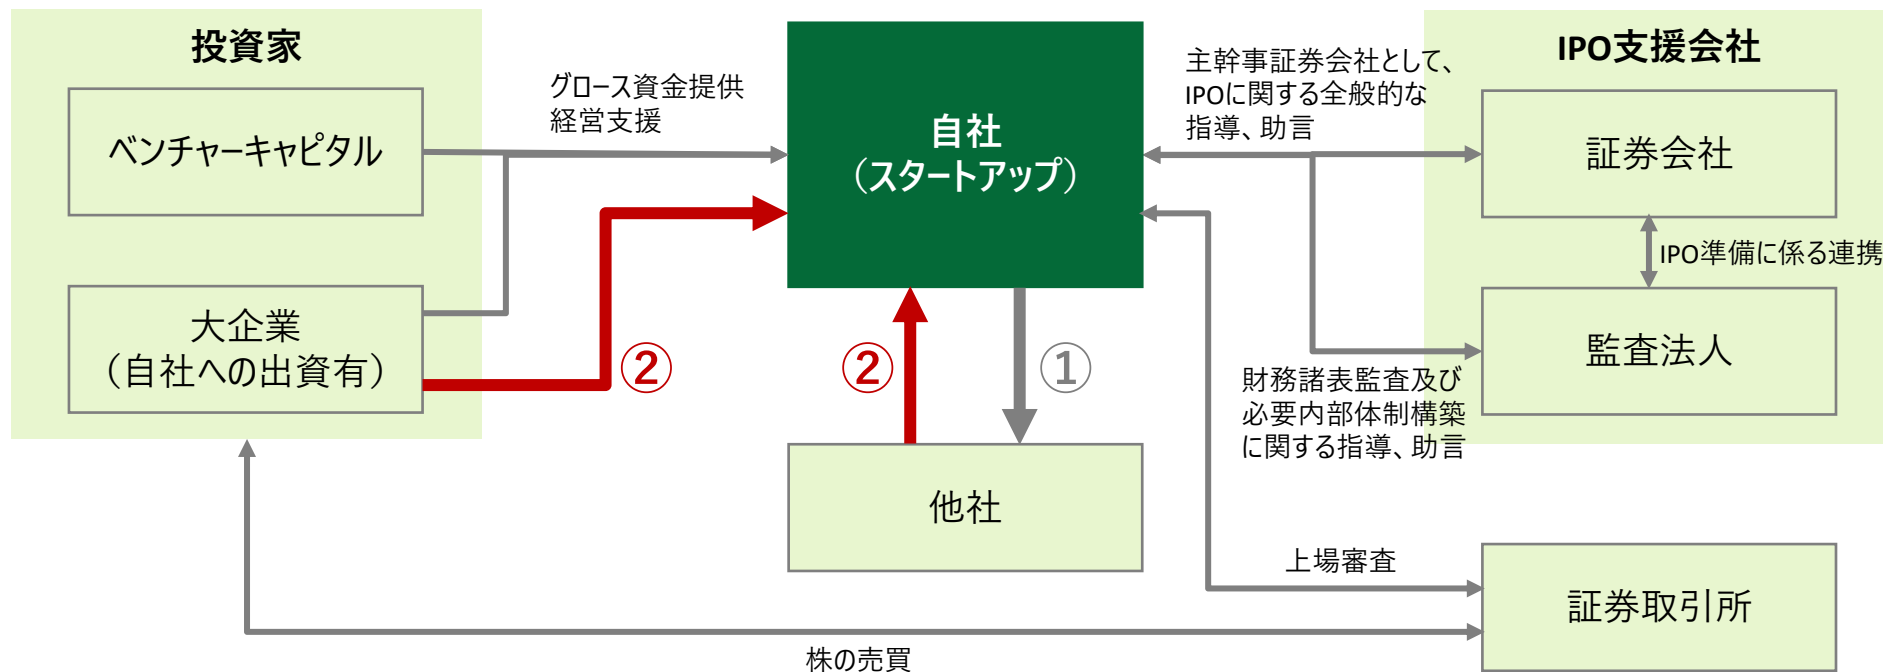 投資家
ベンチャーキャピタル
大企業
（自社への出資有）
グロース資金提供
経営支援
②
自社
（スタートアップ）
②
①
他社
主幹事証券会社として、
IPOに関する全般的な
指導、助言
IPO支援会社
証券会社
IPO準備に係る連携
監査法人
財務諸表監査及び
必要内部体制構築
に関する指導、助言
上場審査
証券取引所
株の売買